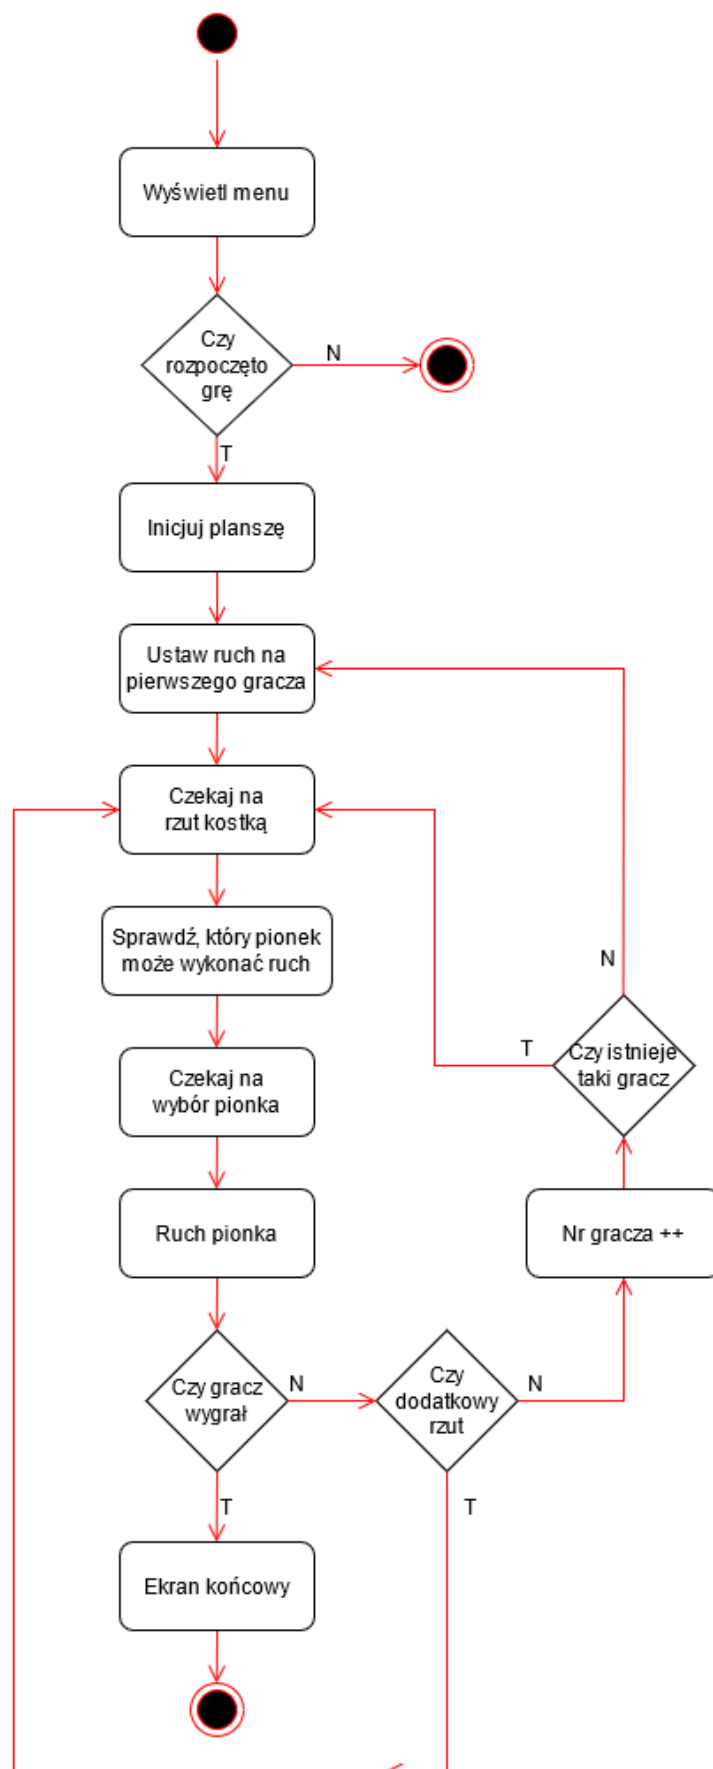 Wyświetl menu
Czy
rozpoczęto
grę
N
T
Inicjuj planszę
Ustaw ruch na
pierwszego gracza
Czekaj na
rzut kostką
Sprawdź, który pionek
może wykonać ruch
N
T
Czy istnieje
taki gracz
Czekaj na
wybór pionka
Ruch pionka
Nr gracza ++
Czy gracz
wygrał
N
Czy
dodatkowy
rzut
N
T
T
Ekran końcowy